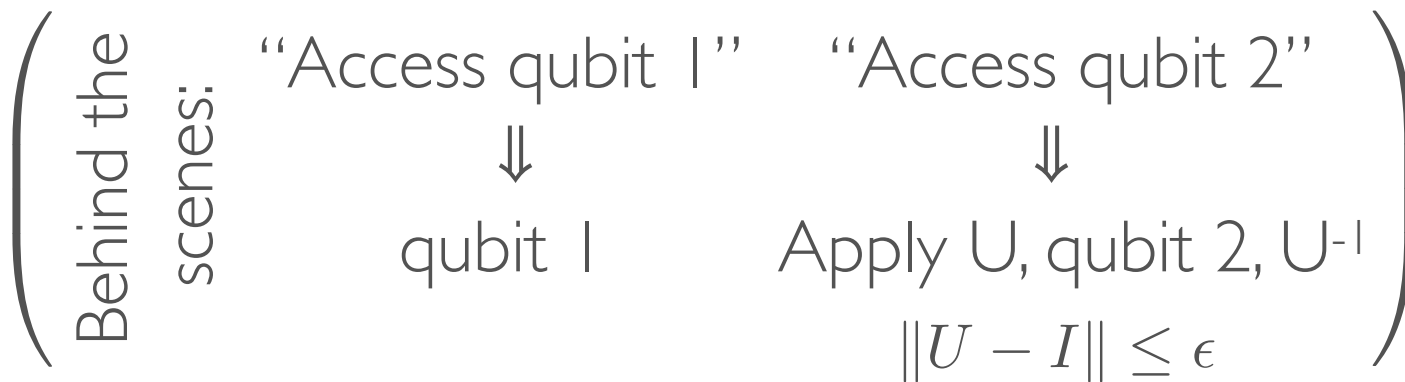 Behind the
scenes:
“Access qubit 1” “Access qubit 2”
⇓ ⇓
qubit 1 Apply U, qubit 2, U⁻¹
‖U − I‖ ≤ ϵ